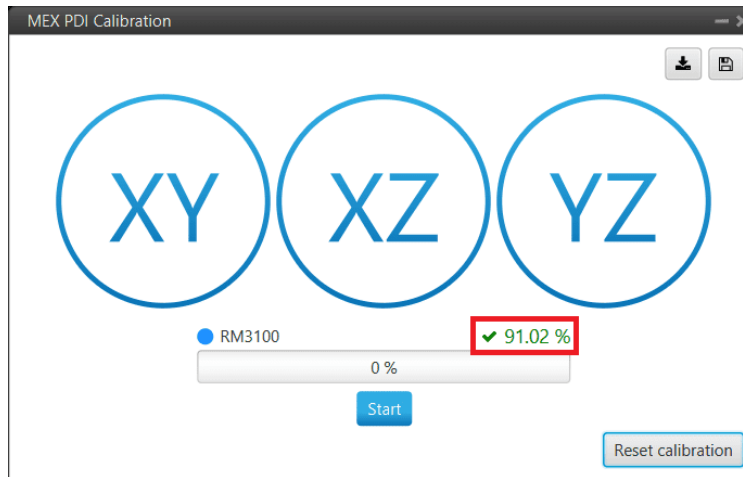 MEX PDI Calibration
XY XZ YZ
RM3100 91.02 %
0 %
Start
Reset calibration